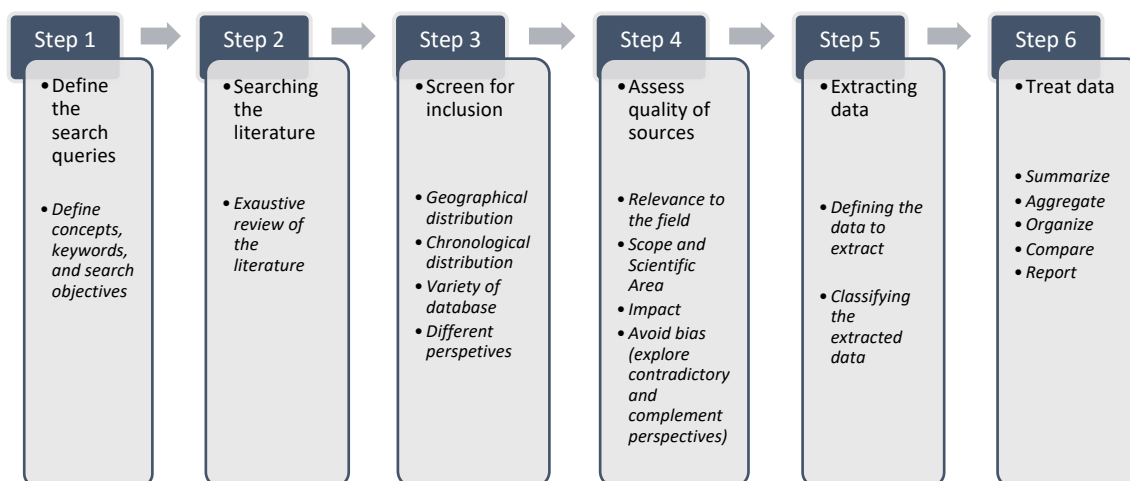 Step 1
• Define
the
search
queries
• Define
concepts,
keywords,
and search
objectives
Step 2
• Searching
the
literature
• Exaustive
review of
the
literature
Step 3
• Screen for
inclusion
• Geographical
distribution
• Chronological
distribution
• Variety of
database
• Different
perspetives
Step 4
• Assess
quality of
sources
• Relevance to
the field
• Scope and
Scientific
Area
• Impact
• Avoid bias
(explore
contradictory
and
complement
perspectives)
Step 5
• Extracting
data
• Defining the
data to
extract
• Classifying
the
extracted
data
Step 6
• Treat data
• Summarize
• Aggregate
• Organize
• Compare
• Report